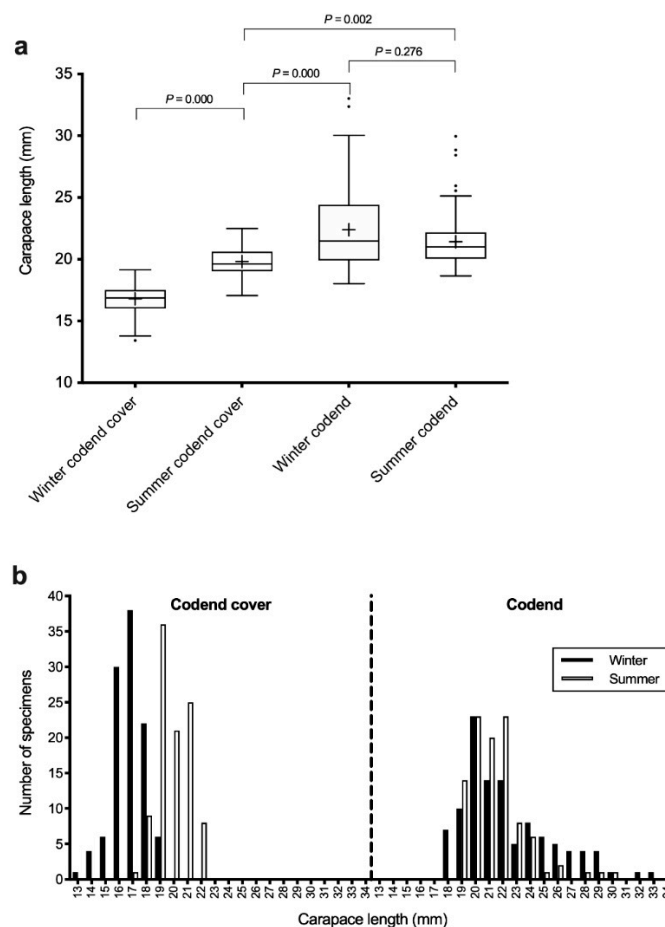 P = 0.002
a
P = 0.000
P = 0.276
P = 0.000
35
30
25
20
15
10
Carapace length (mm)
Winter codend cover
Summer codend cover
Winter codend
Summer codend
b
40
35
30
25
20
15
10
5
0
Number of specimens
Codend cover
Codend
Winter
Summer
13 14 15 16 17 18 19 20 21 22 23 24 25 26 27 28 29 30 31 32 33 34 13 14 15 16 17 18 19 20 21 22 23 24 25 26 27 28 29 30 31 32 33
Carapace length (mm)